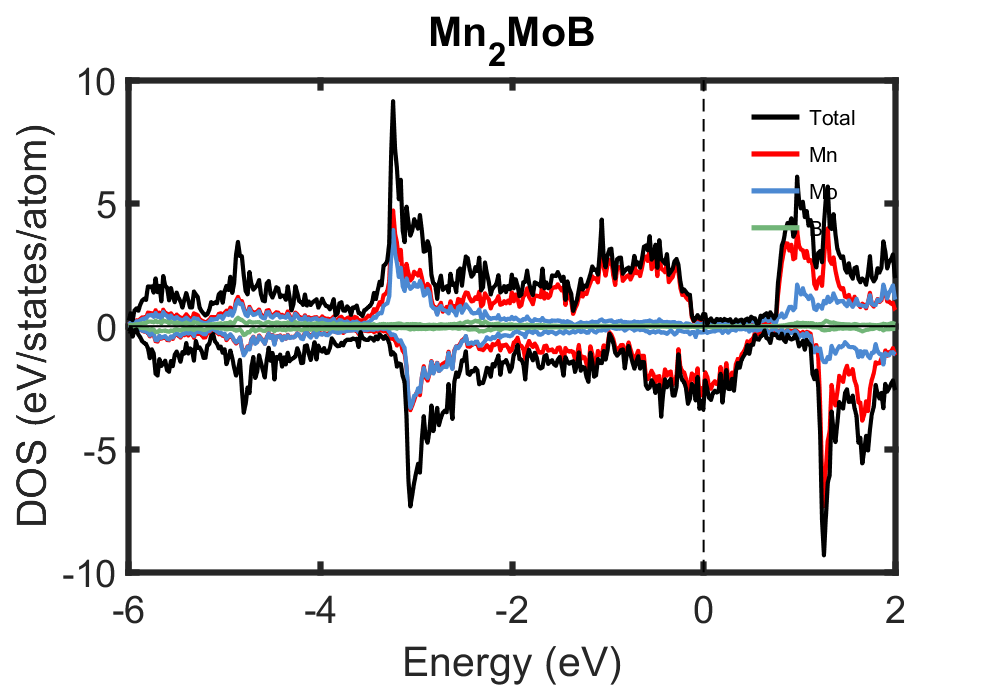 Mn2MoB
10
5
0
-5
-10
DOS (eV/states/atom)
Total
Mn
Mo
B
-6
-4
-2
0
2
Energy (eV)